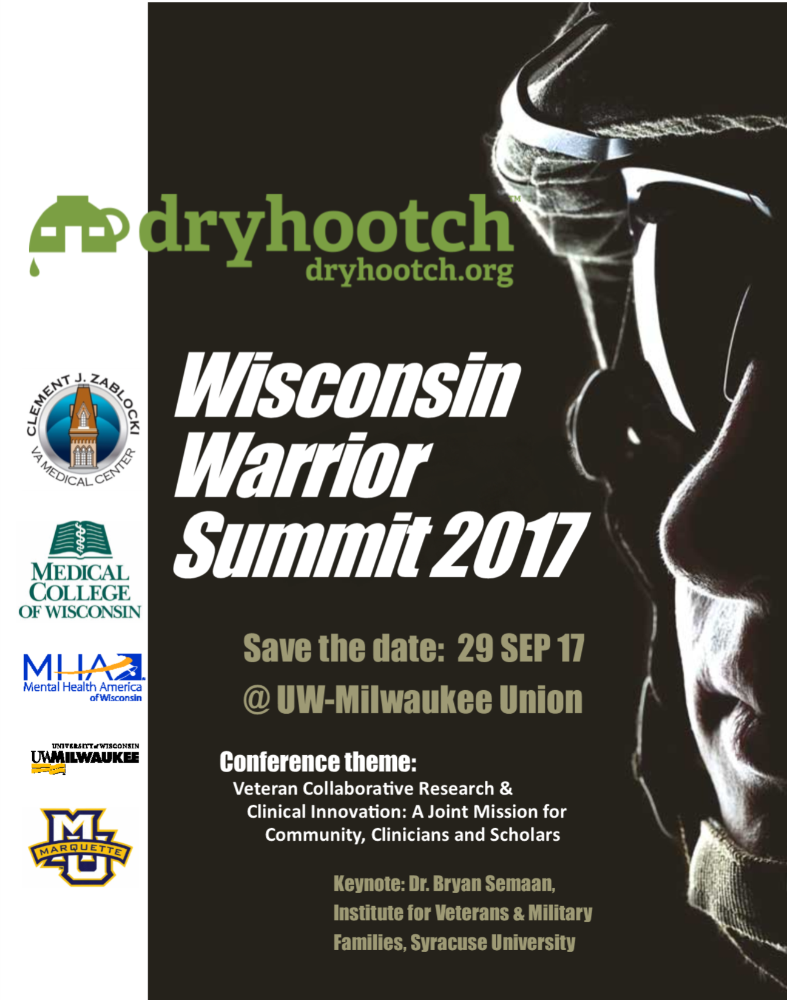 dryhootch™
dryhootch.org
Wisconsin
Warrior
Summit 2017
Save the date: 29 SEP 17
@ UW-Milwaukee Union
Conference theme:
Veteran Collaborative Research &
Clinical Innovation: A Joint Mission for
Community, Clinicians and Scholars
Keynote: Dr. Bryan Semaan,
Institute for Veterans & Military
Families, Syracuse University
CLEMENT J. ZABLOCKI
VA MEDICAL CENTER
MEDICAL
COLLEGE
OF WISCONSIN
MHA
Mental Health America
of Wisconsin
UNIVERSITY of WISCONSIN
UWMILWAUKEE
MU
MARQUETTE